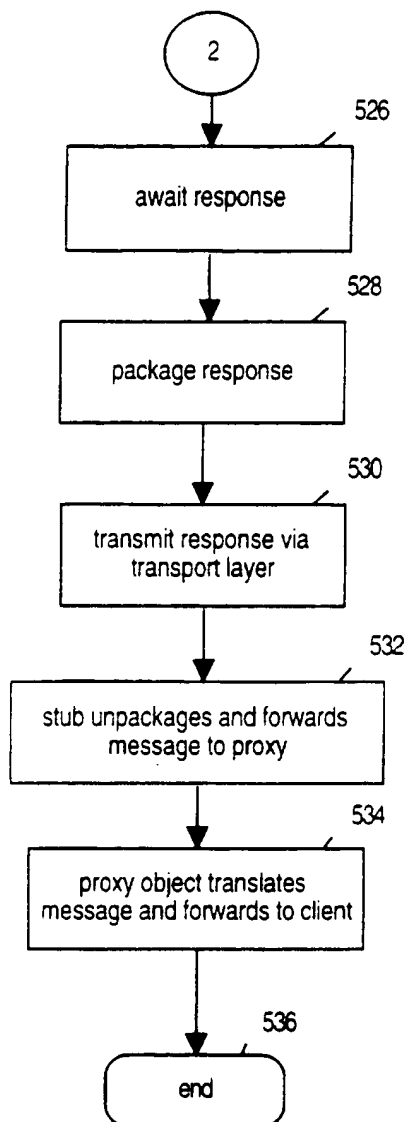 2
526
await response
528
package response
530
transmit response via
transport layer
532
stub unpackages and forwards
message to proxy
534
proxy object translates
message and forwards to client
536
end